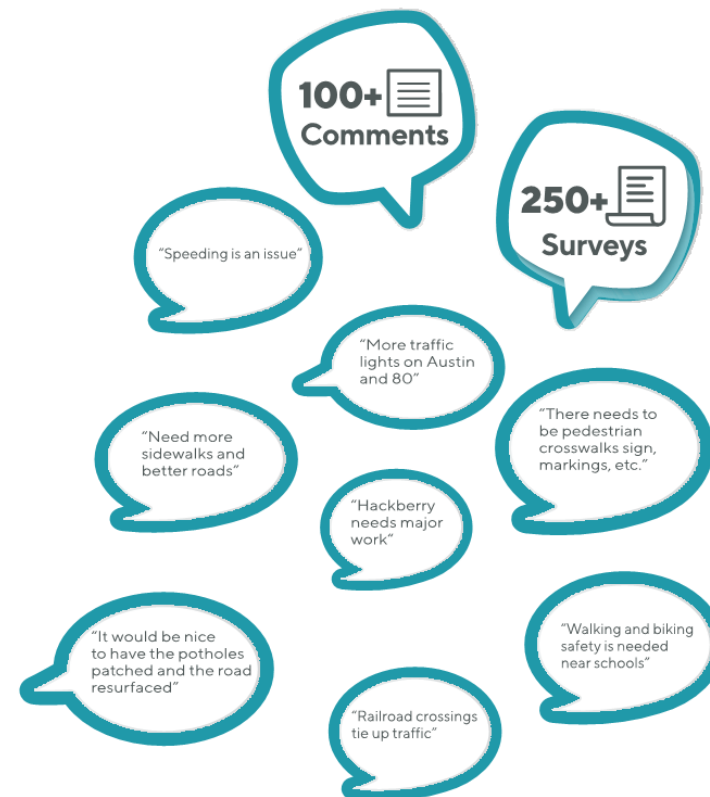 100+
Comments
250+
Surveys
“Speeding is an issue”
“More traffic
lights on Austin
and 80”
“There needs to
be pedestrian
crosswalks sign,
markings, etc.”
“Need more
sidewalks and
better roads”
“Hackberry
needs major
work”
“It would be nice
to have the potholes
patched and the road
resurfaced”
“Walking and biking
safety is needed
near schools”
“Railroad crossings
tie up traffic”